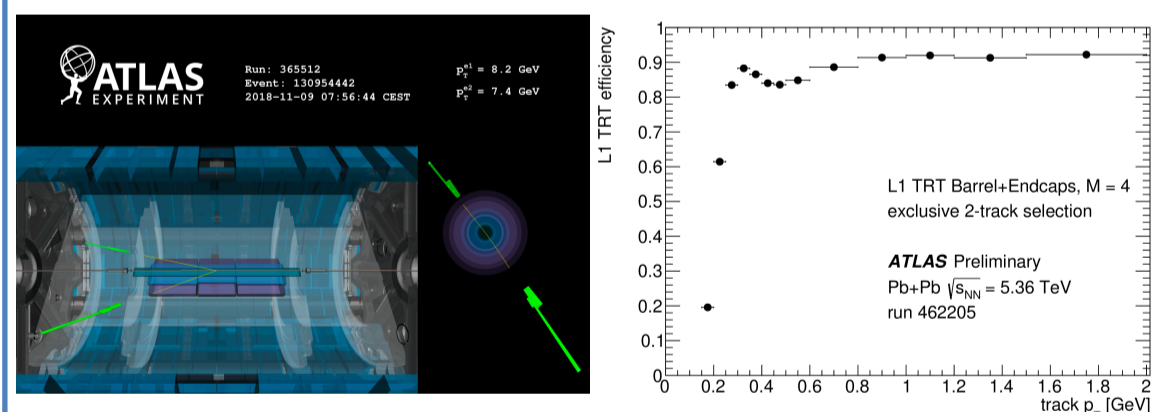 ATLAS
EXPERIMENT
Run: 365512
Event: 130954442
2018-11-09 07:56:44 CEST
p_T^{e1} = 8.2 GeV
p_T^{e2} = 7.4 GeV
L1 TRT efficiency
1
0.9
0.8
0.7
0.6
0.5
0.4
0.3
0.2
0.1
0
L1 TRT Barrel+Endcaps, M = 4
exclusive 2-track selection
ATLAS Preliminary
Pb+Pb √s_NN = 5.36 TeV
run 462205
0 0.2 0.4 0.6 0.8 1 1.2 1.4 1.6 1.8 2
track p_T [GeV]